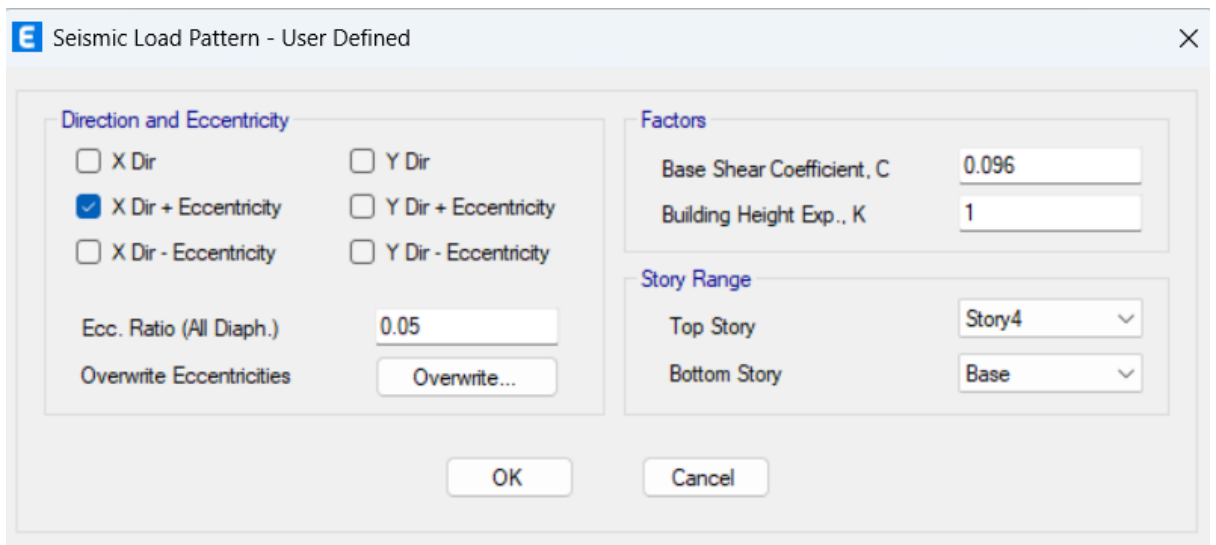 E Seismic Load Pattern - User Defined
Direction and Eccentricity
X Dir
Y Dir
X Dir + Eccentricity
Y Dir + Eccentricity
X Dir - Eccentricity
Y Dir - Eccentricity
Ecc. Ratio (All Diaph.)
0.05
Overwrite Eccentricities
Overwrite...
Factors
Base Shear Coefficient, C
0.096
Building Height Exp., K
1
Story Range
Top Story
Story4
Bottom Story
Base
OK
Cancel